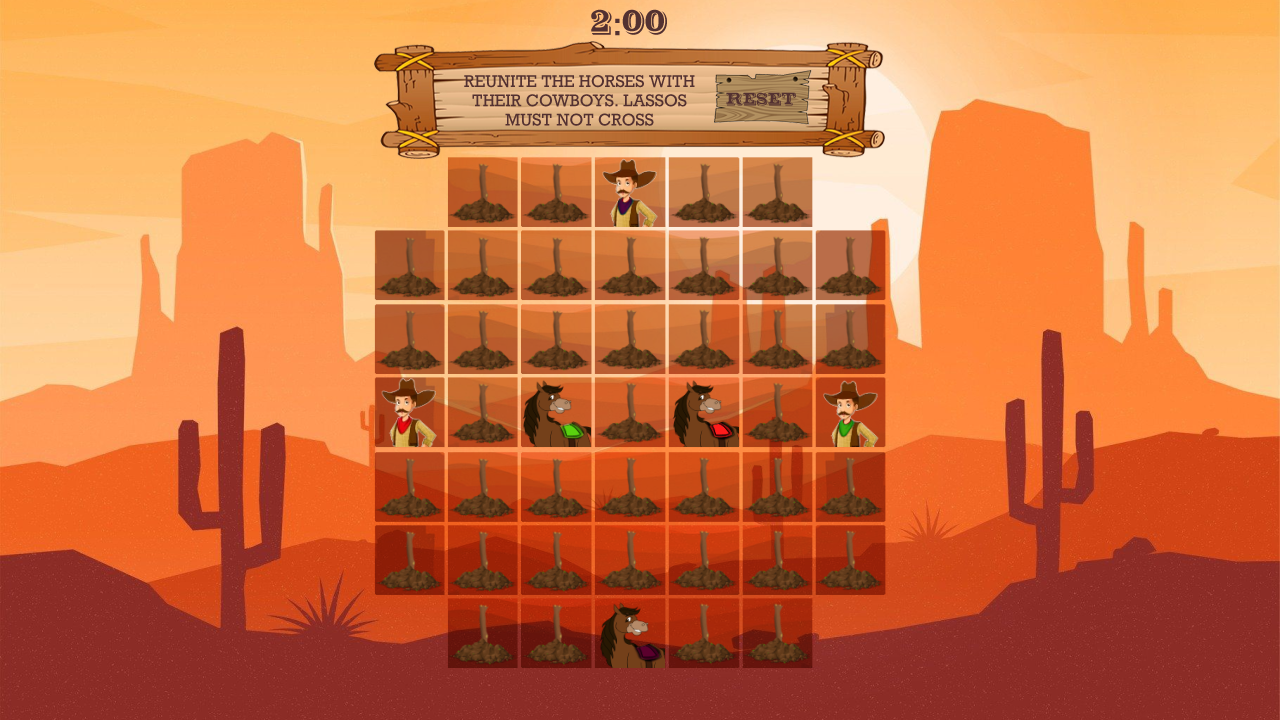 2:00
REUNITE THE HORSES WITH
THEIR COWBOYS. LASSOS
MUST NOT CROSS
RESET